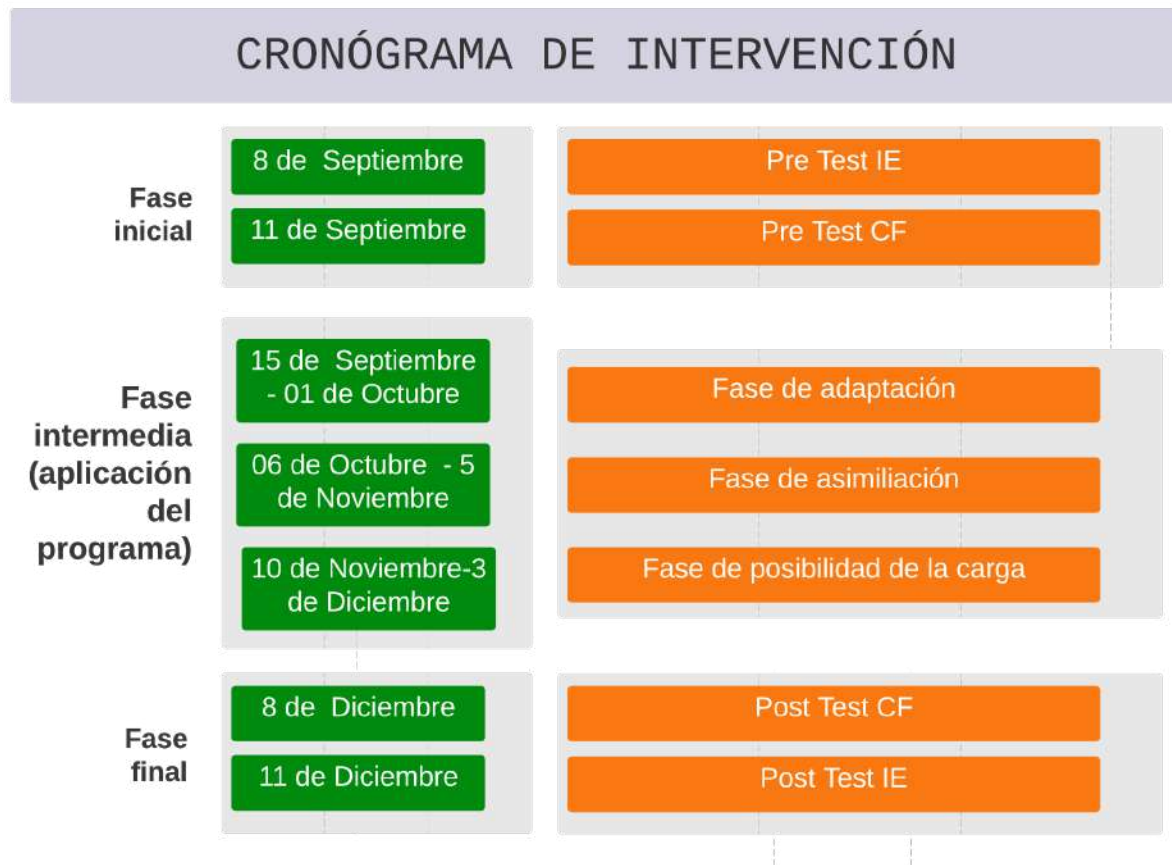 CRONÓGRAMA DE INTERVENCIÓN
Fase
inicial
8 de Septiembre
Pre Test IE
11 de Septiembre
Pre Test CF
Fase
intermedia
(aplicación
del
programa)
15 de Septiembre
- 01 de Octubre
Fase de adaptación
06 de Octubre - 5
de Noviembre
Fase de asimiliación
10 de Noviembre-3
de Diciembre
Fase de posibilidad de la carga
Fase
final
8 de Diciembre
Post Test CF
11 de Diciembre
Post Test IE